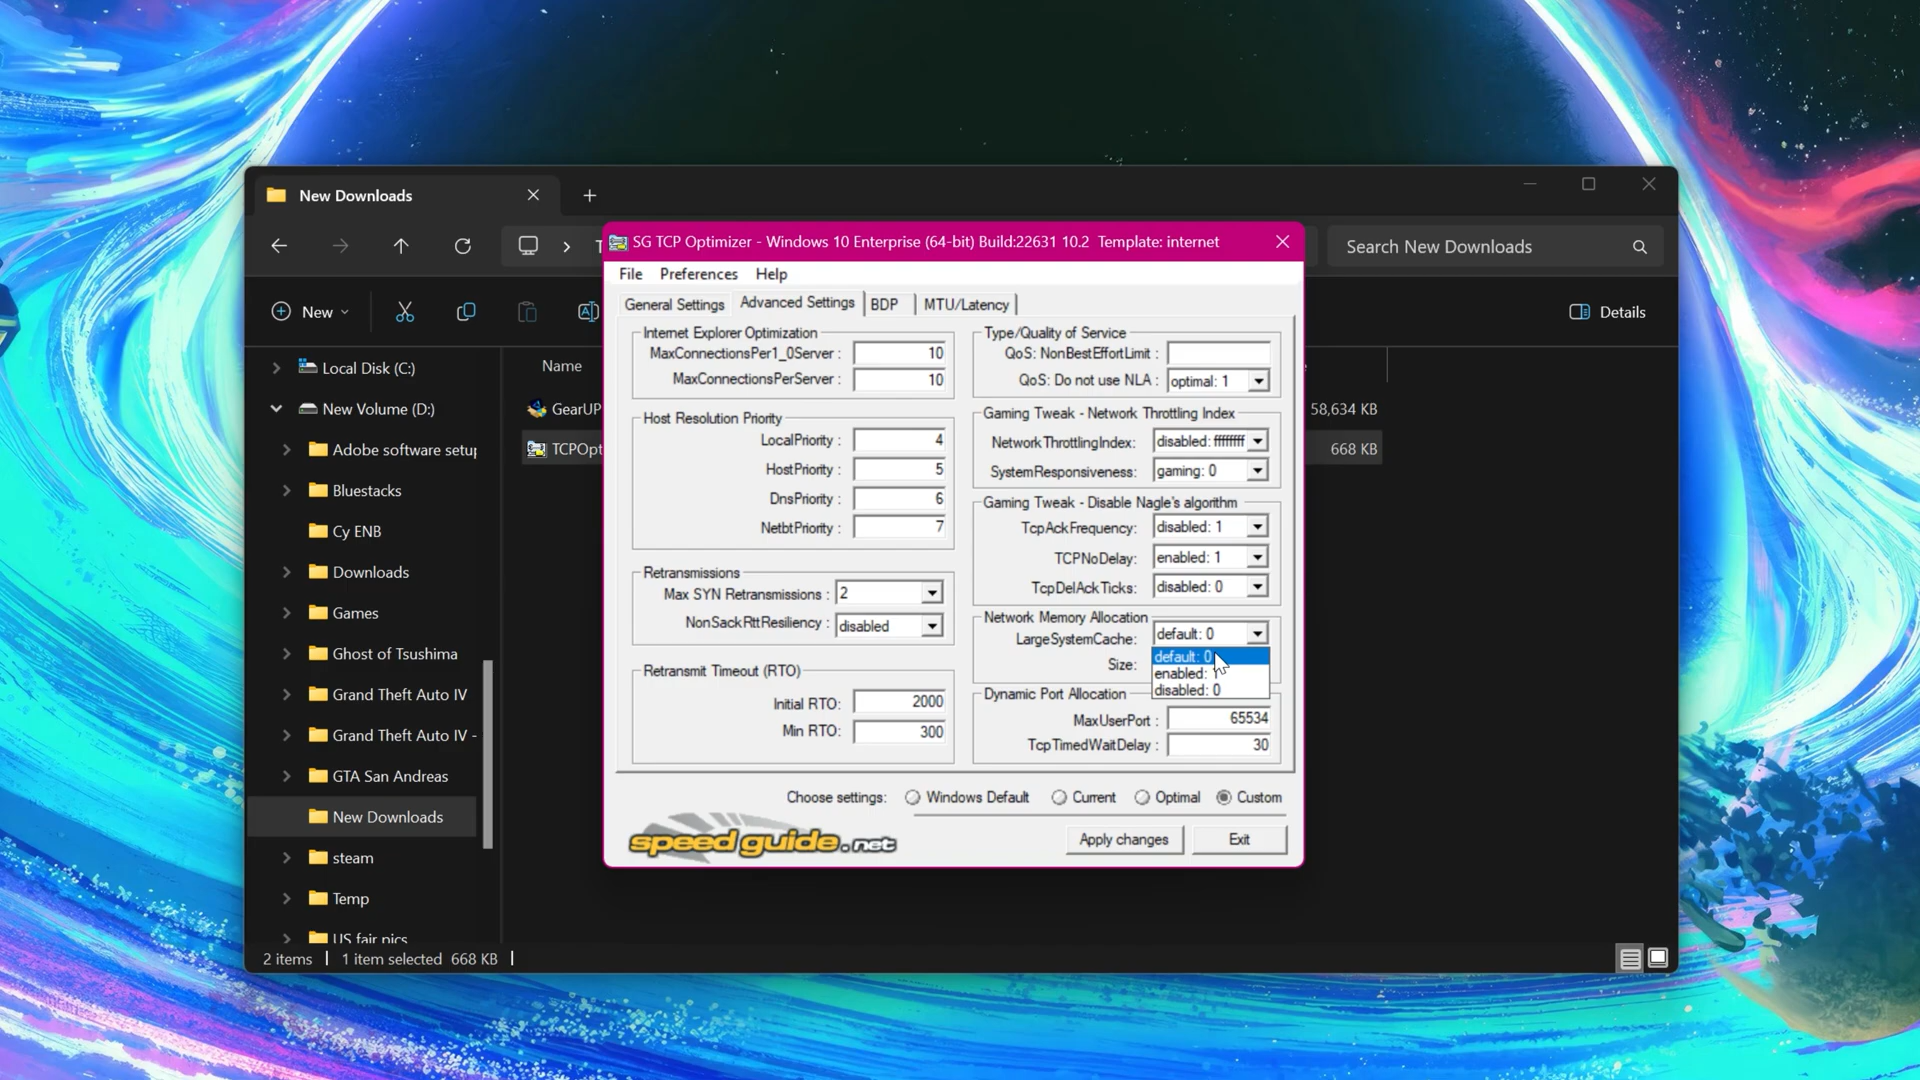 New Downloads
Search New Downloads
New
Details
Local Disk (C:)
New Volume (D:)
Adobe software setup
Bluestacks
Cy ENB
Downloads
Games
Ghost of Tsushima
Grand Theft Auto IV
Grand Theft Auto IV -
GTA San Andreas
New Downloads
steam
Temp
US fair pics
Name
GearUP
58,634 KB
TCPOpt
668 KB
2 items
1 item selected 668 KB
SG TCP Optimizer - Windows 10 Enterprise (64-bit) Build:22631 10.2 Template: internet
File Preferences Help
General Settings
Advanced Settings
BDP
MTU/Latency
Internet Explorer Optimization
MaxConnectionsPer1_0Server : 10
MaxConnectionsPerServer : 10
Host Resolution Priority
LocalPriority : 4
HostPriority : 5
DnsPriority : 6
NetbtPriority : 7
Retransmissions
Max SYN Retransmissions : 2
NonSackRttResiliency : disabled
Retransmit Timeout (RTO)
Initial RTO: 2000
Min RTO: 300
Type/Quality of Service
QoS: NonBestEffortLimit :
QoS: Do not use NLA : optimal: 1
Gaming Tweak - Network Throttling Index
NetworkThrottlingIndex: disabled: ffffffff
SystemResponsiveness: gaming: 0
Gaming Tweak - Disable Nagle's algorithm
TcpAckFrequency: disabled: 1
TCPNoDelay: enabled: 1
TcpDelAckTicks: disabled: 0
Network Memory Allocation
LargeSystemCache: default: 0
default: 0
enabled: 1
disabled: 0
Size:
Dynamic Port Allocation
MaxUserPort : 65534
TcpTimedWaitDelay : 30
Choose settings: Windows Default Current Optimal Custom
speedguide.net
Apply changes
Exit